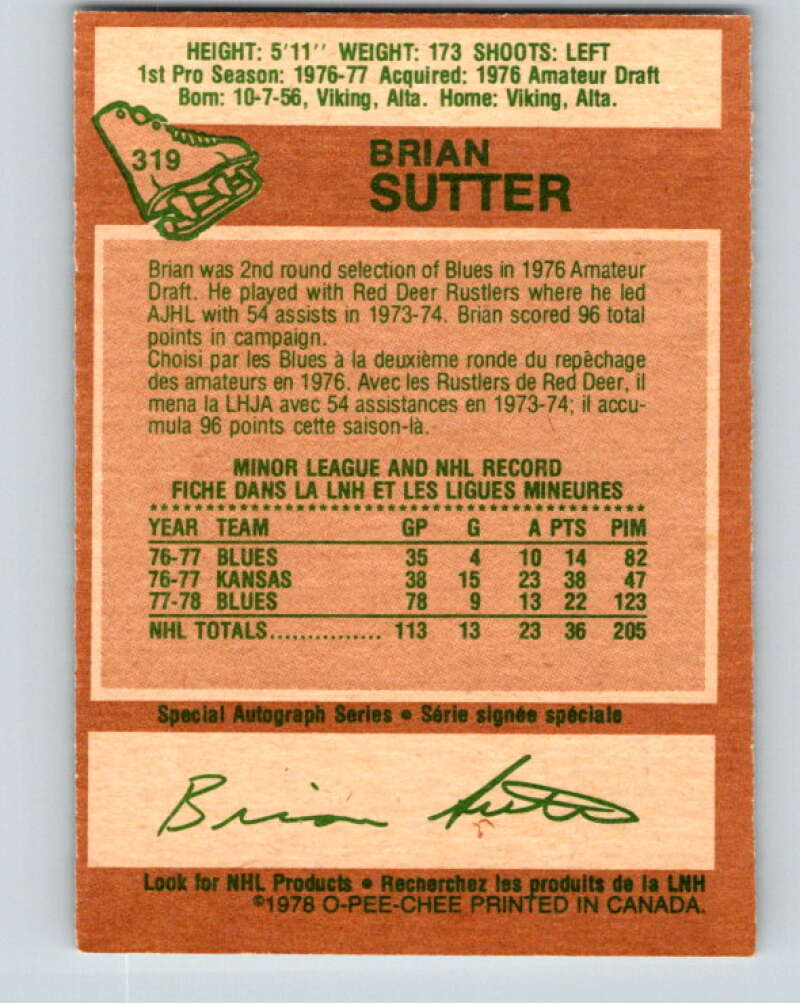 HEIGHT: 5'11'' WEIGHT: 173 SHOOTS: LEFT
1st Pro Season: 1976-77 Acquired: 1976 Amateur Draft
Born: 10-7-56, Viking, Alta. Home: Viking, Alta.
319
BRIAN
SUTTER
Brian was 2nd round selection of Blues in 1976 Amateur
Draft. He played with Red Deer Rustlers where he led
AJHL with 54 assists in 1973-74. Brian scored 96 total
points in campaign.
Choisi par les Blues à la deuxième ronde du repêchage
des amateurs en 1976. Avec les Rustlers de Red Deer, il
mena la LHJA avec 54 assistances en 1973-74; il accu-
mula 96 points cette saison-là.
MINOR LEAGUE AND NHL RECORD
FICHE DANS LA LNH ET LES LIGUES MINEURES
YEAR TEAM GP G A PTS PIM
76-77 BLUES 35 4 10 14 82
76-77 KANSAS 38 15 23 38 47
77-78 BLUES 78 9 13 22 123
NHL TOTALS............... 113 13 23 36 205
Special Autograph Series • Série signée spéciale
Brian Sutter
Look for NHL Products • Recherchez les produits de la LNH
©1978 O-PEE-CHEE PRINTED IN CANADA.